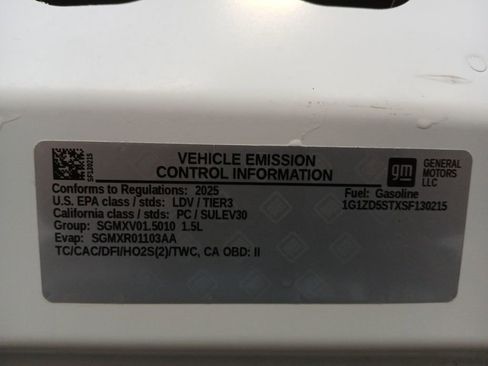 SF130215
VEHICLE EMISSION
CONTROL INFORMATION
gm
GENERAL
MOTORS
LLC
Conforms to Regulations: 2025
U.S. EPA class / stds: LDV / TIER3
California class / stds: PC / SULEV30
Group: SGMXV01.5010 1.5L
Evap: SGMXR01103AA
TC/CAC/DFI/HO2S(2)/TWC, CA OBD: II
Fuel: Gasoline
1G1ZD5STXSF130215